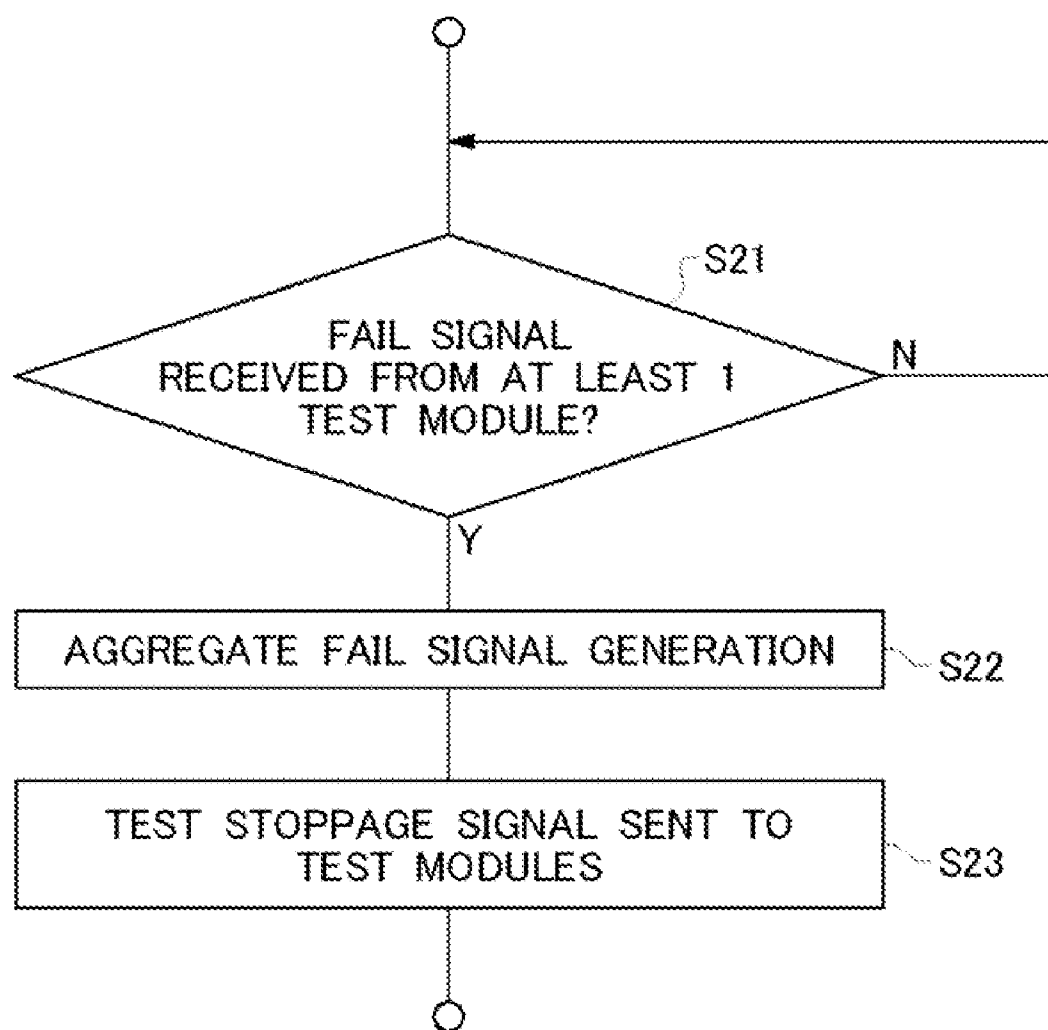 S21
FAIL SIGNAL
RECEIVED FROM AT LEAST 1
TEST MODULE?
N
Y
AGGREGATE FAIL SIGNAL GENERATION
S22
TEST STOPPAGE SIGNAL SENT TO
TEST MODULES
S23